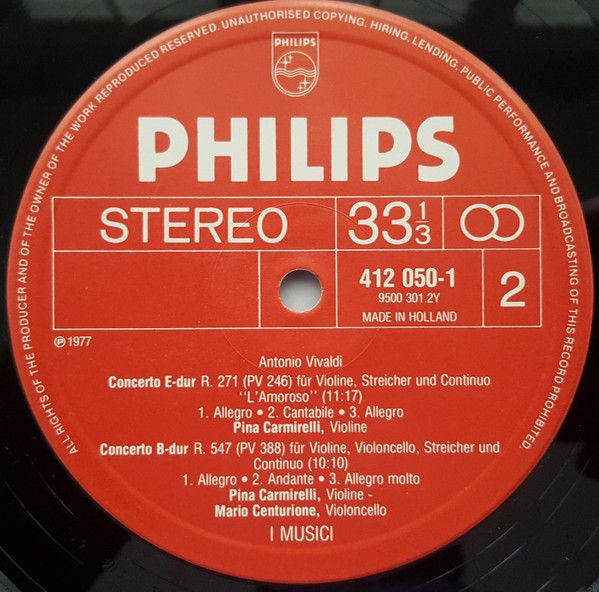 ALL RIGHTS OF THE PRODUCER AND OF THE OWNER OF THE WORK REPRODUCED RESERVED. UNAUTHORISED COPYING, HIRING, LENDING, PUBLIC PERFORMANCE AND BROADCASTING OF THIS RECORD PROHIBITED.
PHILIPS
PHILIPS
STEREO 33 1/3
412 050-1
9500 301.2Y
MADE IN HOLLAND
2
℗ 1977
Antonio Vivaldi
Concerto E-dur R. 271 (PV 246) für Violine, Streicher und Continuo
"L'Amoroso" (11:17)
1. Allegro • 2. Cantabile • 3. Allegro
Pina Carmirelli, Violine
Concerto B-dur R. 547 (PV 388) für Violine, Violoncello, Streicher und
Continuo (10:10)
1. Allegro • 2. Andante • 3. Allegro molto
Pina Carmirelli, Violine -
Mario Centurione, Violoncello
I MUSICI